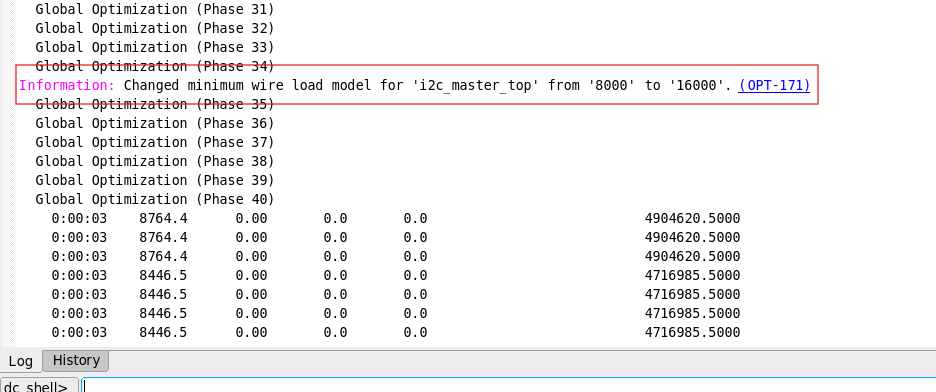 Global Optimization (Phase 31)
Global Optimization (Phase 32)
Global Optimization (Phase 33)
Global Optimization (Phase 34)
Information: Changed minimum wire load model for 'i2c_master_top' from '8000' to '16000'. (OPT-171)
Global Optimization (Phase 35)
Global Optimization (Phase 36)
Global Optimization (Phase 37)
Global Optimization (Phase 38)
Global Optimization (Phase 39)
Global Optimization (Phase 40)
0:00:03 8764.4 0.00 0.0 0.0 4904620.5000
0:00:03 8764.4 0.00 0.0 0.0 4904620.5000
0:00:03 8764.4 0.00 0.0 0.0 4904620.5000
0:00:03 8446.5 0.00 0.0 0.0 4716985.5000
0:00:03 8446.5 0.00 0.0 0.0 4716985.5000
0:00:03 8446.5 0.00 0.0 0.0 4716985.5000
0:00:03 8446.5 0.00 0.0 0.0 4716985.5000
Log History
dc_shell>